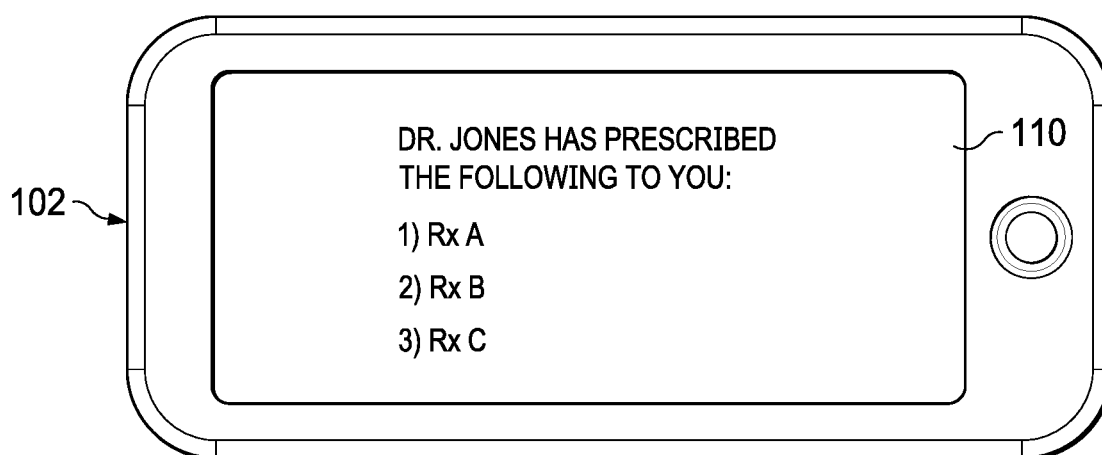 DR. JONES HAS PRESCRIBED
THE FOLLOWING TO YOU:
1) Rx A
2) Rx B
3) Rx C
102
110